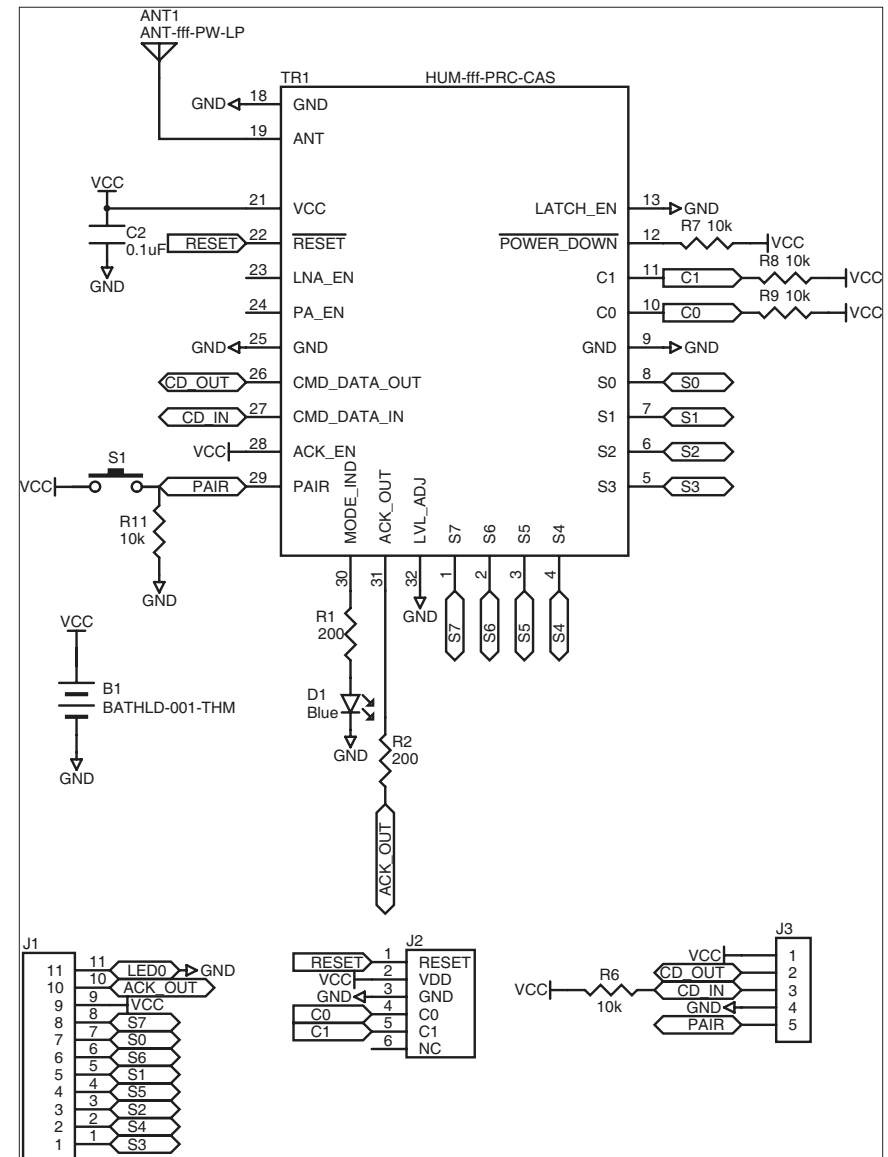 ANT1
ANT-fff-PW-LP
TR1
HUM-fff-PRC-CAS
GND 18 GND
19 ANT
VCC
21 VCC
C2
0.1uF
GND
RESET 22 RESET
23 LNA_EN
24 PA_EN
GND 25 GND
CD_OUT 26 CMD_DATA_OUT
CD_IN 27 CMD_DATA_IN
VCC 28 ACK_EN
S1
VCC PAIR 29 PAIR
R11
10k
GND
LATCH_EN 13 GND
R7 10k
POWER_DOWN 12 VCC
R8 10k
C1 11 C1 VCC
R9 10k
C0 10 C0 VCC
GND 9 GND
S0 8 S0
S1 7 S1
S2 6 S2
S3 5 S3
MODE_IND
ACK_OUT
LVL_ADJ
S7
S6
S5
S4
30
31
32
1
2
3
4
GND
S7
S6
S5
S4
R1
200
D1
Blue
GND
R2
200
ACK_OUT
VCC
B1
BATHLD-001-THM
GND
J1
11 11 LED0 GND
10 10 ACK_OUT
9 9 VCC
8 8 S7
7 7 S0
6 6 S6
5 5 S1
4 4 S5
3 3 S2
2 2 S4
1 1 S3
J2
RESET 1 RESET
VCC 2 VDD
GND 3 GND
C0 4 C0
C1 5 C1
6 NC
J3
VCC 1
CD_OUT 2
VCC R6 10k CD_IN 3
GND 4
PAIR 5